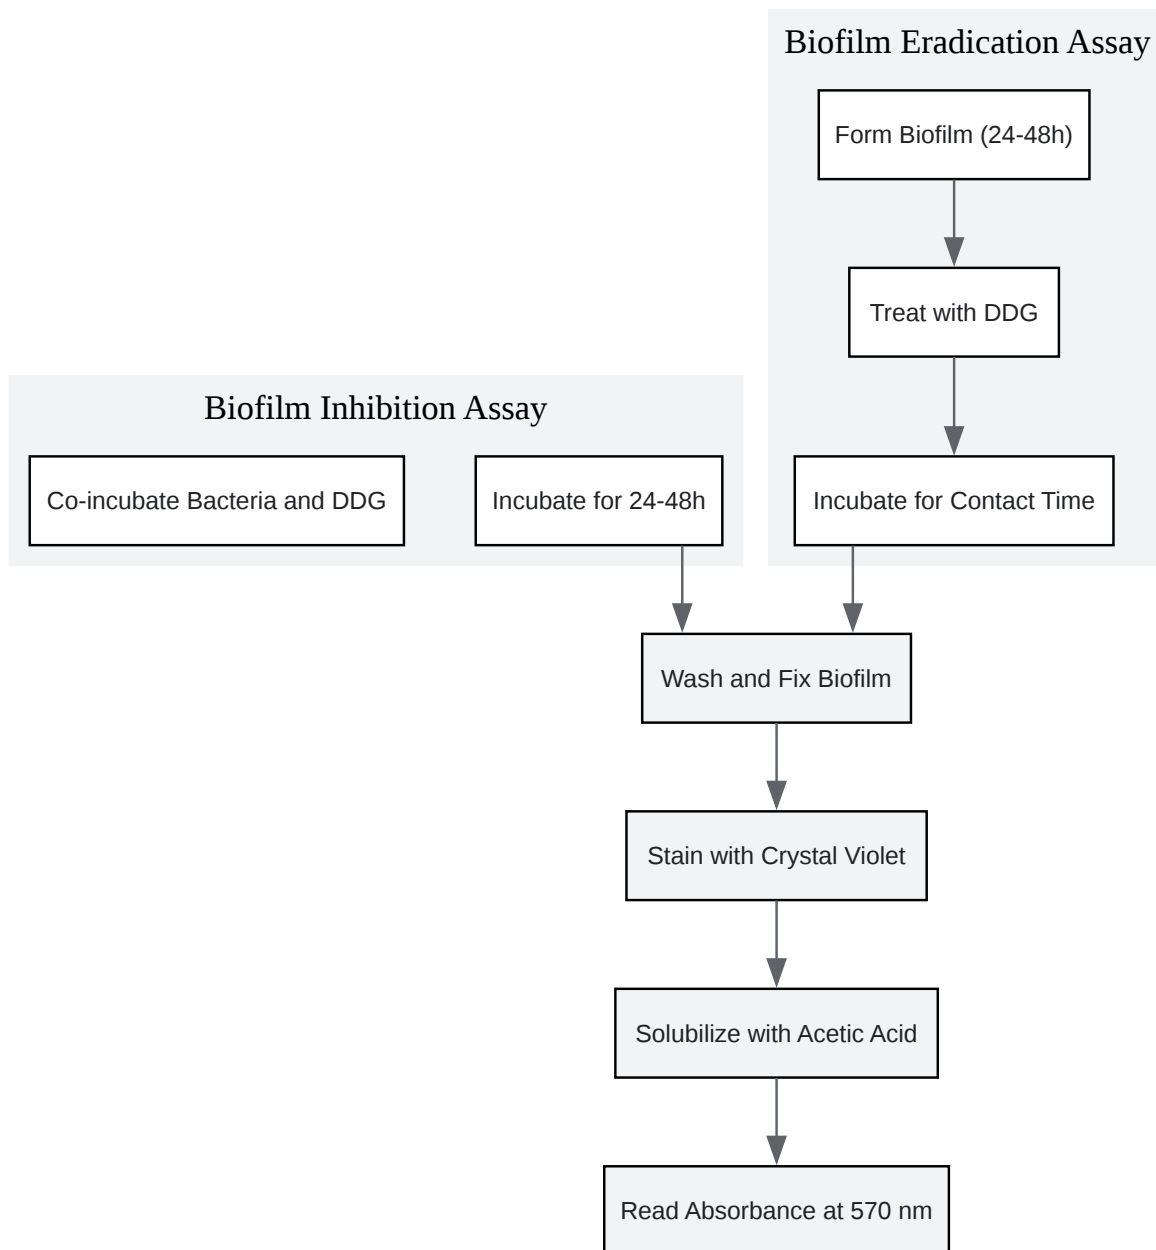 Biofilm Eradication Assay
Form Biofilm (24-48h)
Treat with DDG
Biofilm Inhibition Assay
Co-incubate Bacteria and DDG
Incubate for 24-48h
Incubate for Contact Time
Wash and Fix Biofilm
Stain with Crystal Violet
Solubilize with Acetic Acid
Read Absorbance at 570 nm